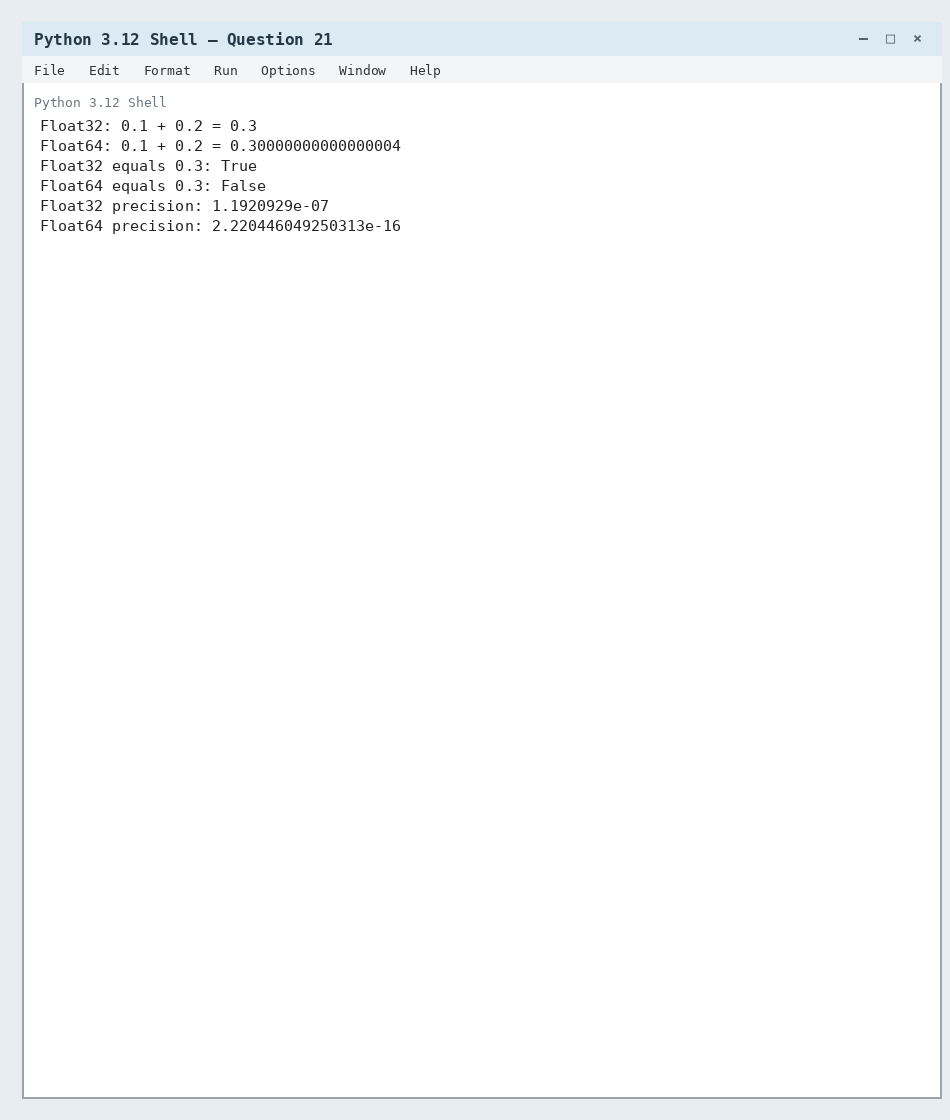 Python 3.12 Shell — Question 21
File Edit Format Run Options Window Help
Python 3.12 Shell
Float32: 0.1 + 0.2 = 0.3
Float64: 0.1 + 0.2 = 0.30000000000000004
Float32 equals 0.3: True
Float64 equals 0.3: False
Float32 precision: 1.1920929e-07
Float64 precision: 2.220446049250313e-16